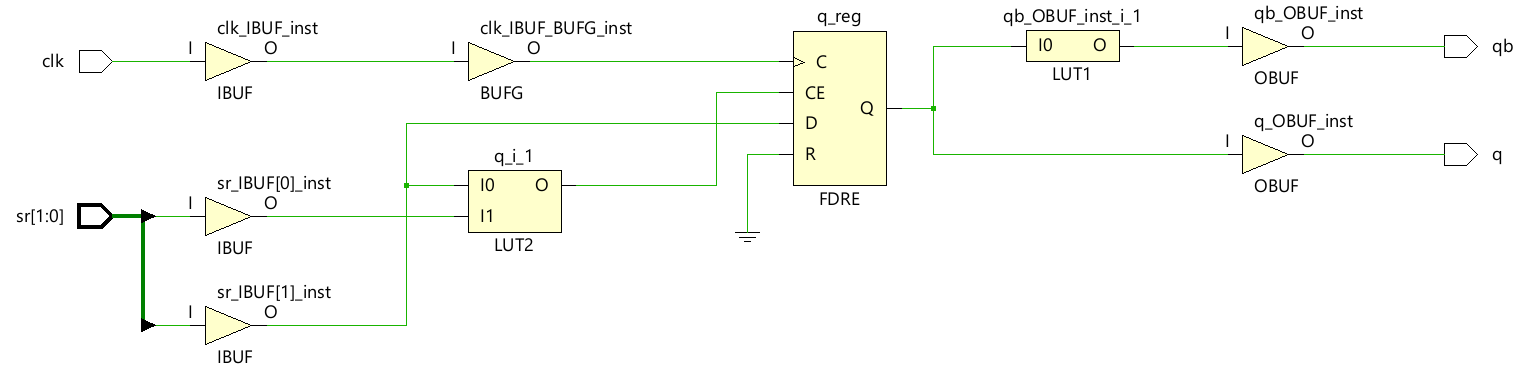 clk_IBUF_inst
clk
I
O
IBUF
clk_IBUF_BUFG_inst
I
O
BUFG
q_reg
C
CE
D
R
Q
FDRE
qb_OBUF_inst_i_1
I0
O
LUT1
qb_OBUF_inst
I
O
OBUF
qb
q_OBUF_inst
I
O
OBUF
q
q_i_1
I0
I1
O
LUT2
sr[1:0]
sr_IBUF[0]_inst
I
O
IBUF
sr_IBUF[1]_inst
I
O
IBUF